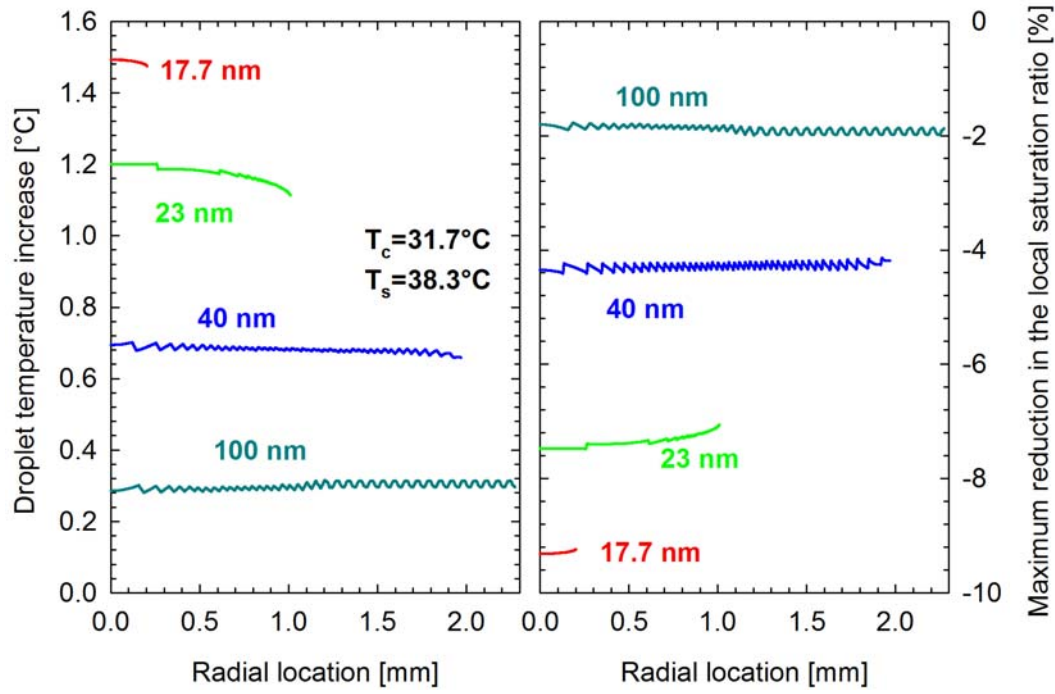 1.6
1.4
1.2
1.0
0.8
0.6
0.4
0.2
0.0
Droplet temperature increase [°C]
17.7 nm
23 nm
T_c=31.7°C
T_s=38.3°C
40 nm
100 nm
0.0 0.5 1.0 1.5 2.0
Radial location [mm]
100 nm
40 nm
23 nm
17.7 nm
0.0 0.5 1.0 1.5 2.0
Radial location [mm]
0
-2
-4
-6
-8
-10
Maximum reduction in the local saturation ratio [%]